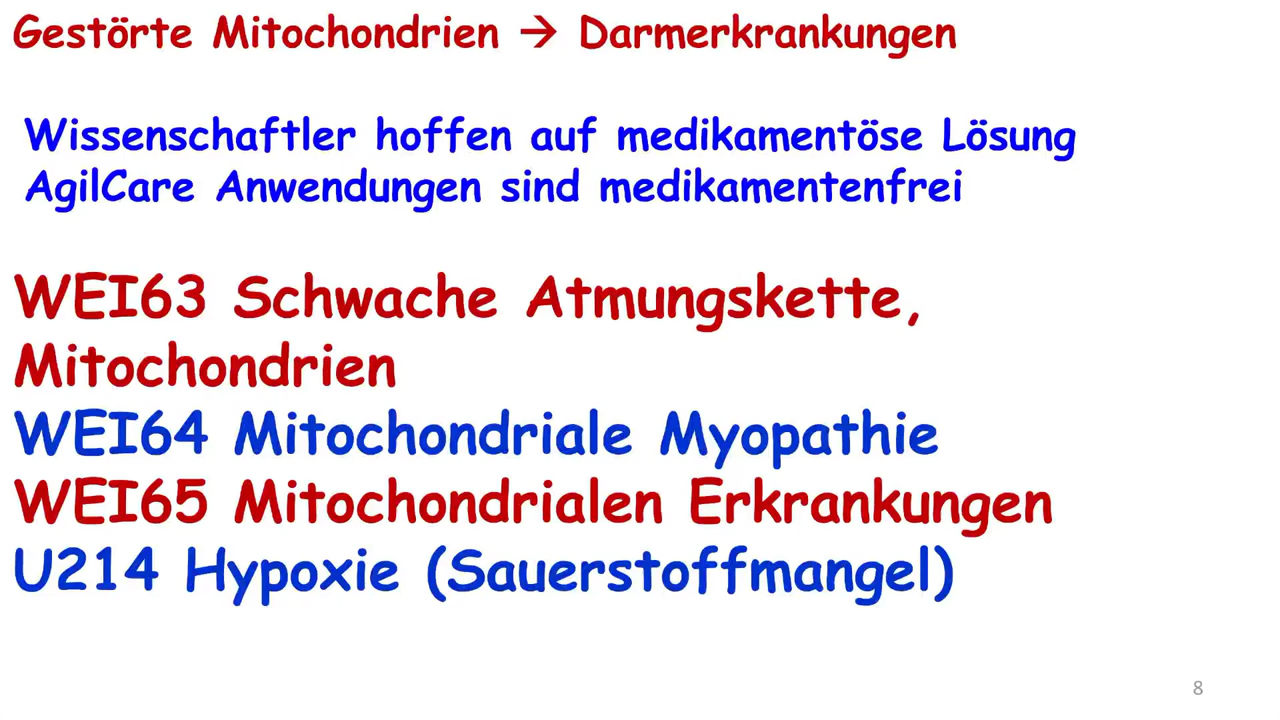 Gestörte Mitochondrien → Darmerkrankungen
Wissenschaftler hoffen auf medikamentöse Lösung
AgilCare Anwendungen sind medikamentenfrei
WEI63 Schwache Atmungskette,
Mitochondrien
WEI64 Mitochondriale Myopathie
WEI65 Mitochondrialen Erkrankungen
U214 Hypoxie (Sauerstoffmangel)
8